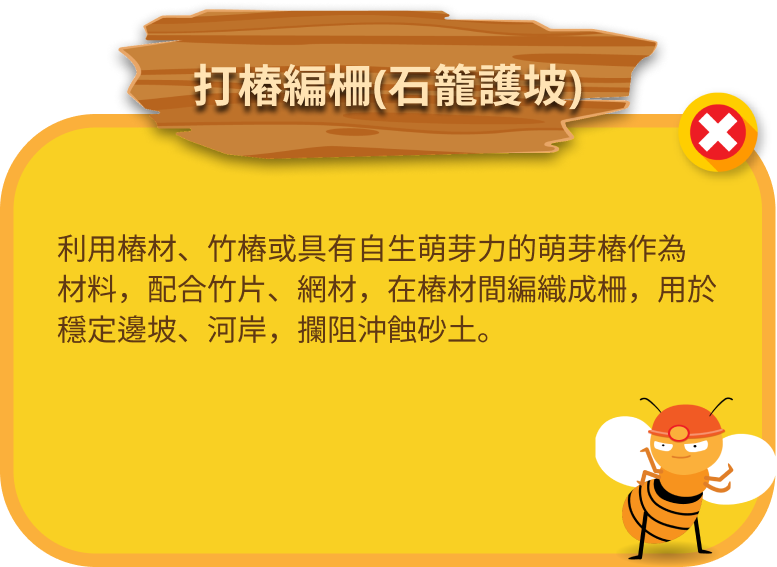 打樁編柵(石籠護坡)
利用樁材、竹樁或具有自生萌芽力的萌芽樁作為
材料，配合竹片、網材，在樁材間編織成柵，用於
穩定邊坡、河岸，攔阻沖蝕砂土。